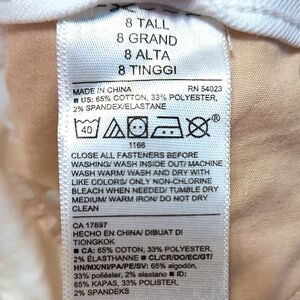 8 TALL
8 GRAND
8 ALTA
8 TINGGI
MADE IN CHINA RN 54023
■ US: 65% COTTON, 33% POLYESTER,
2% SPANDEX/ELASTANE
40
®
1166
CLOSE ALL FASTENERS BEFORE
WASHING/ WASH INSIDE OUT/ MACHINE
WASH WARM/ WASH AND DRY WITH
LIKE COLORS/ ONLY NON-CHLORINE
BLEACH WHEN NEEDED/ TUMBLE DRY
MEDIUM/ WARM IRON/ DO NOT DRY
CLEAN
CA 17897
HECHO EN CHINA/ DIBUAT DI
TIONGKOK
■ CA: 65% COTTON, 33% POLYESTER,
2% ÉLASTHANNE ■ CL/CR/DO/EC/GT/
HN/MX/NI/PA/PE/SV: 65% algodón,
33% poliéster, 2% elastano ■ ID:
65% KAPAS, 33% POLISTER,
2% SPANDEKS